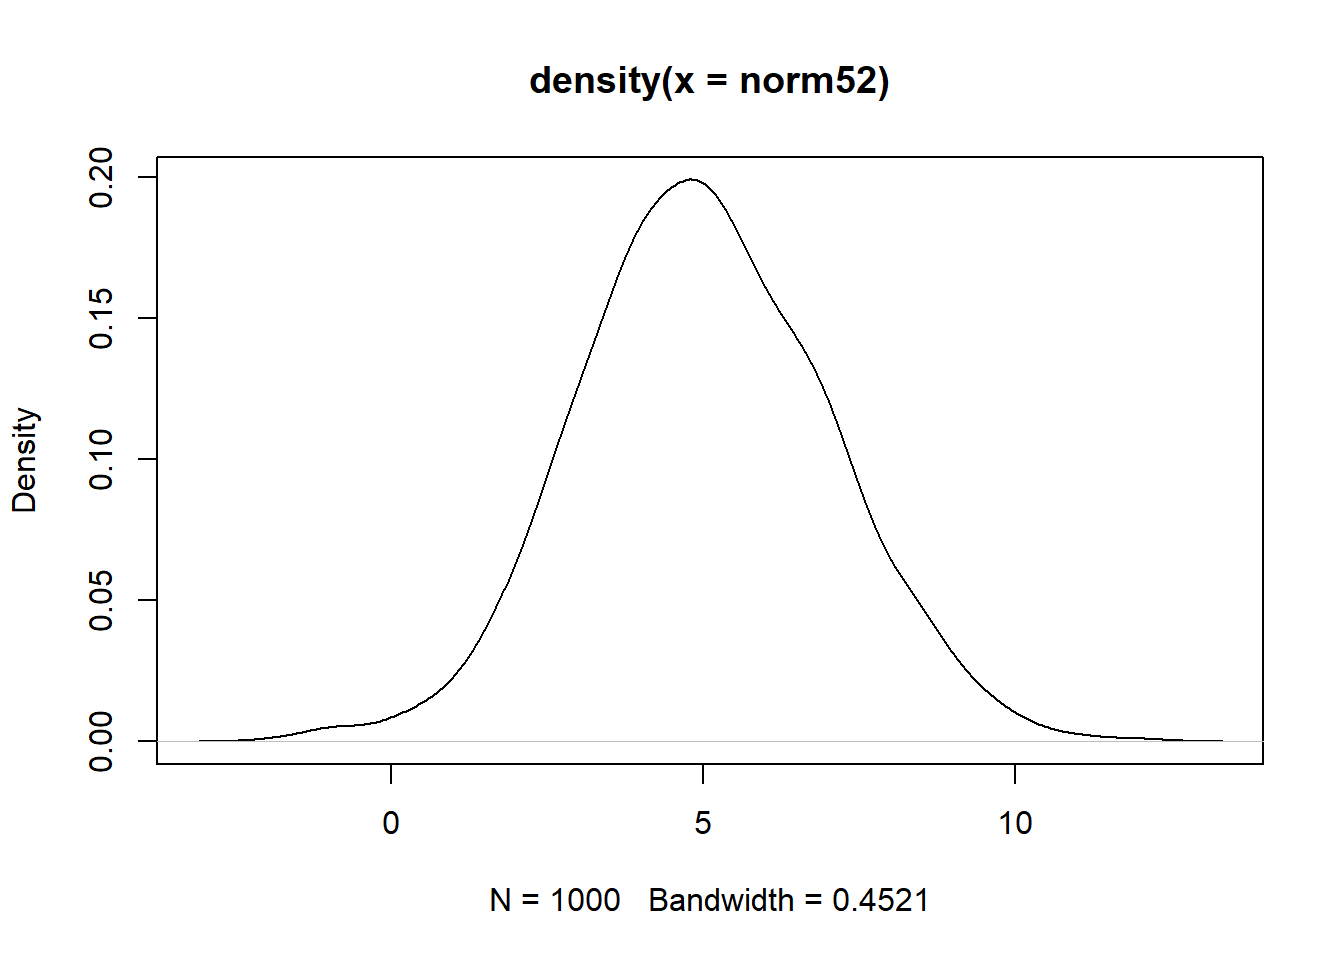 density(x = norm52)
0.20
0.15
0.10
0.05
0.00
Density
0
5
10
N = 1000   Bandwidth = 0.4521